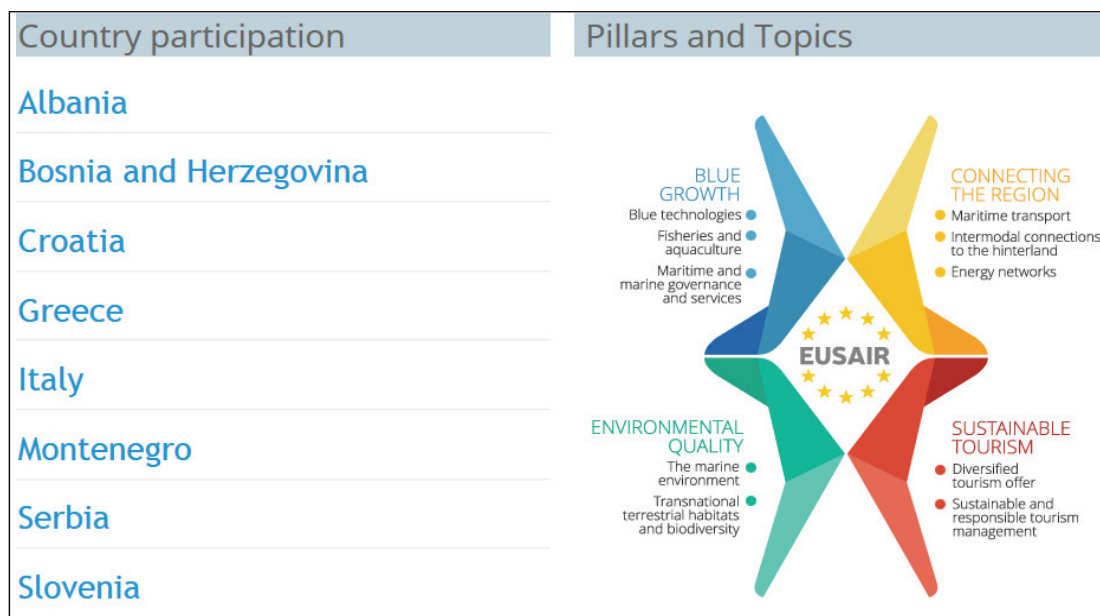 Country participation
Albania
Bosnia and Herzegovina
Croatia
Greece
Italy
Montenegro
Serbia
Slovenia
Pillars and Topics
BLUE
GROWTH
Blue technologies
Fisheries and
aquaculture
Maritime and
marine governance
and services
CONNECTING
THE REGION
Maritime transport
Intermodal connections
to the hinterland
Energy networks
EUSAIR
ENVIRONMENTAL
QUALITY
The marine
environment
Transnational
terrestrial habitats
and biodiversity
SUSTAINABLE
TOURISM
Diversified
tourism offer
Sustainable and
responsible tourism
management